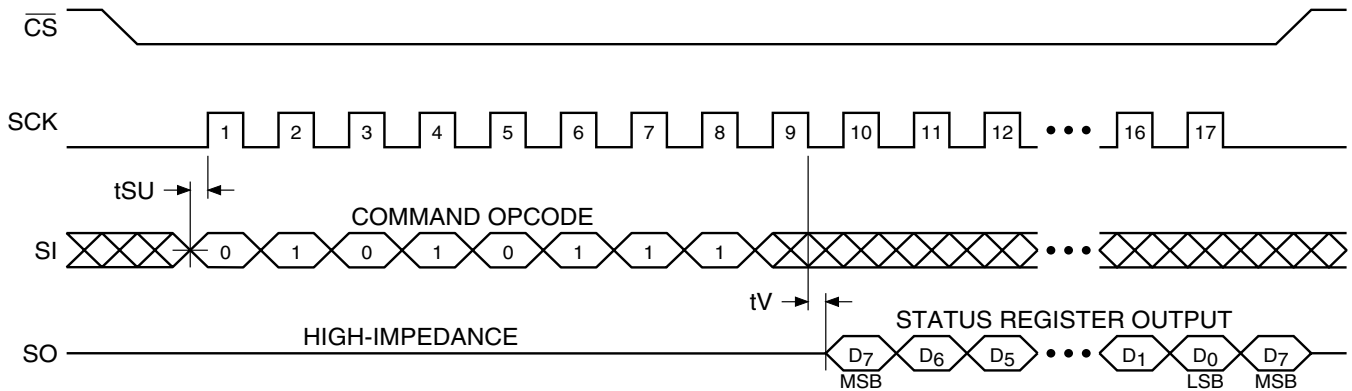 CS
SCK 1 2 3 4 5 6 7 8 9 10 11 12 • • • 16 17
tSU
COMMAND OPCODE
SI 0 1 0 1 0 1 1 1 • • •
tV
HIGH-IMPEDANCE STATUS REGISTER OUTPUT
SO D7 D6 D5 • • • D1 D0 D7
MSB LSB MSB